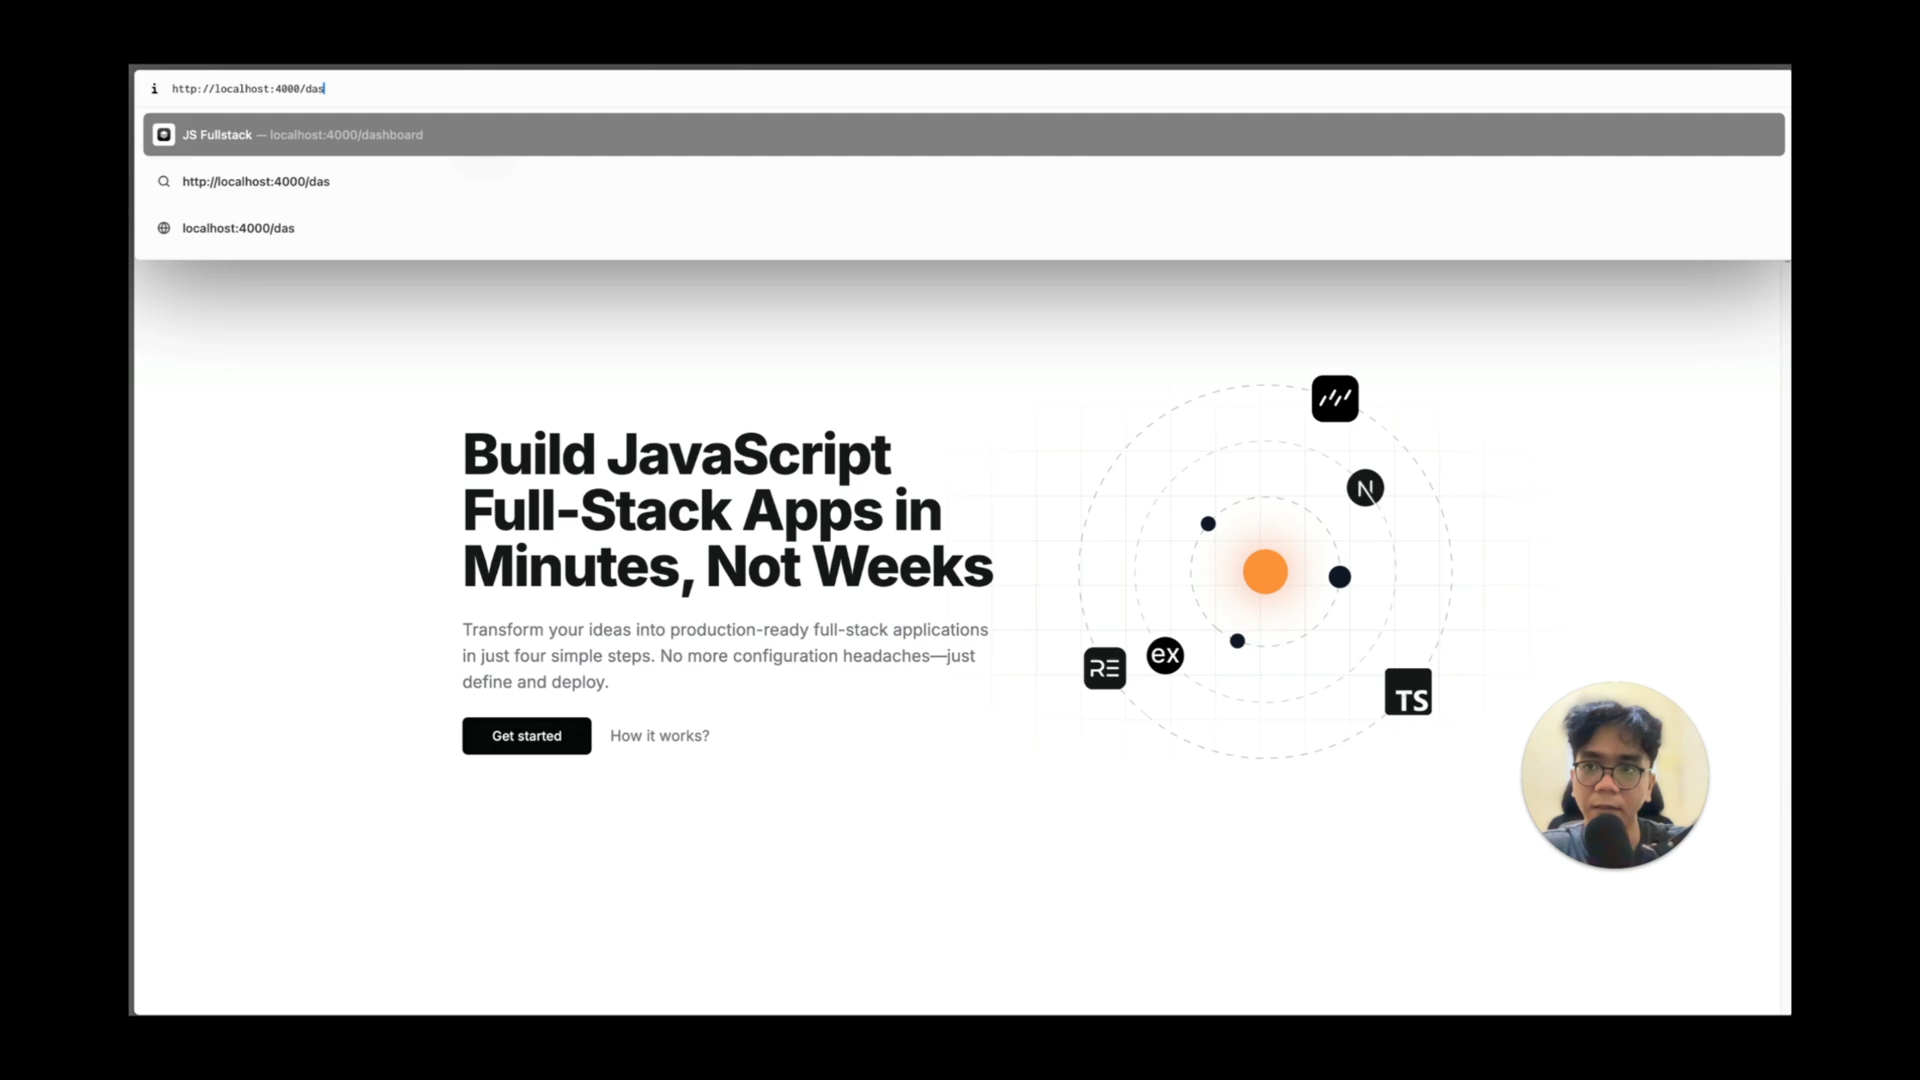 http://localhost:4000/das
JS Fullstack — localhost:4000/dashboard
http://localhost:4000/das
localhost:4000/das
Build JavaScript
Full-Stack Apps in
Minutes, Not Weeks
Transform your ideas into production-ready full-stack applications
in just four simple steps. No more configuration headaches—just
define and deploy.
Get started
How it works?
N
RE
ex
TS